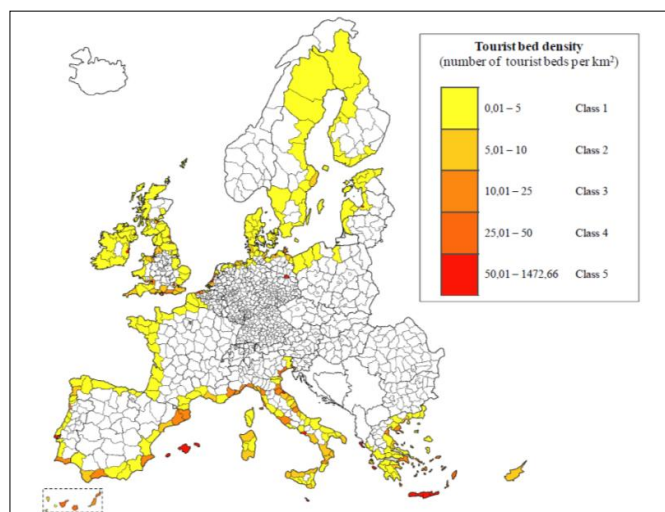 Tourist bed density
(number of tourist beds per km²)
0,01 – 5 Class 1
5,01 – 10 Class 2
10,01 – 25 Class 3
25,01 – 50 Class 4
50,01 – 1472,66 Class 5